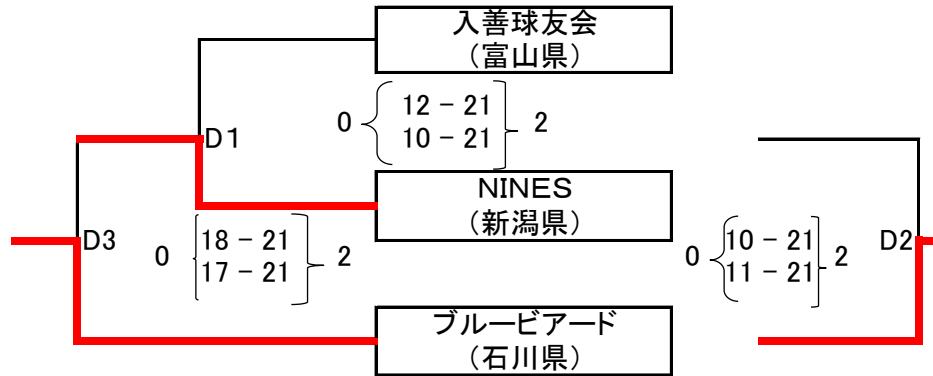 入善球友会
（富山県）
0 12 − 21 2
10 − 21
D1
NINES
（新潟県）
D3
0 18 − 21 2
17 − 21
0 10 − 21 2
11 − 21
D2
ブルービアード
（石川県）